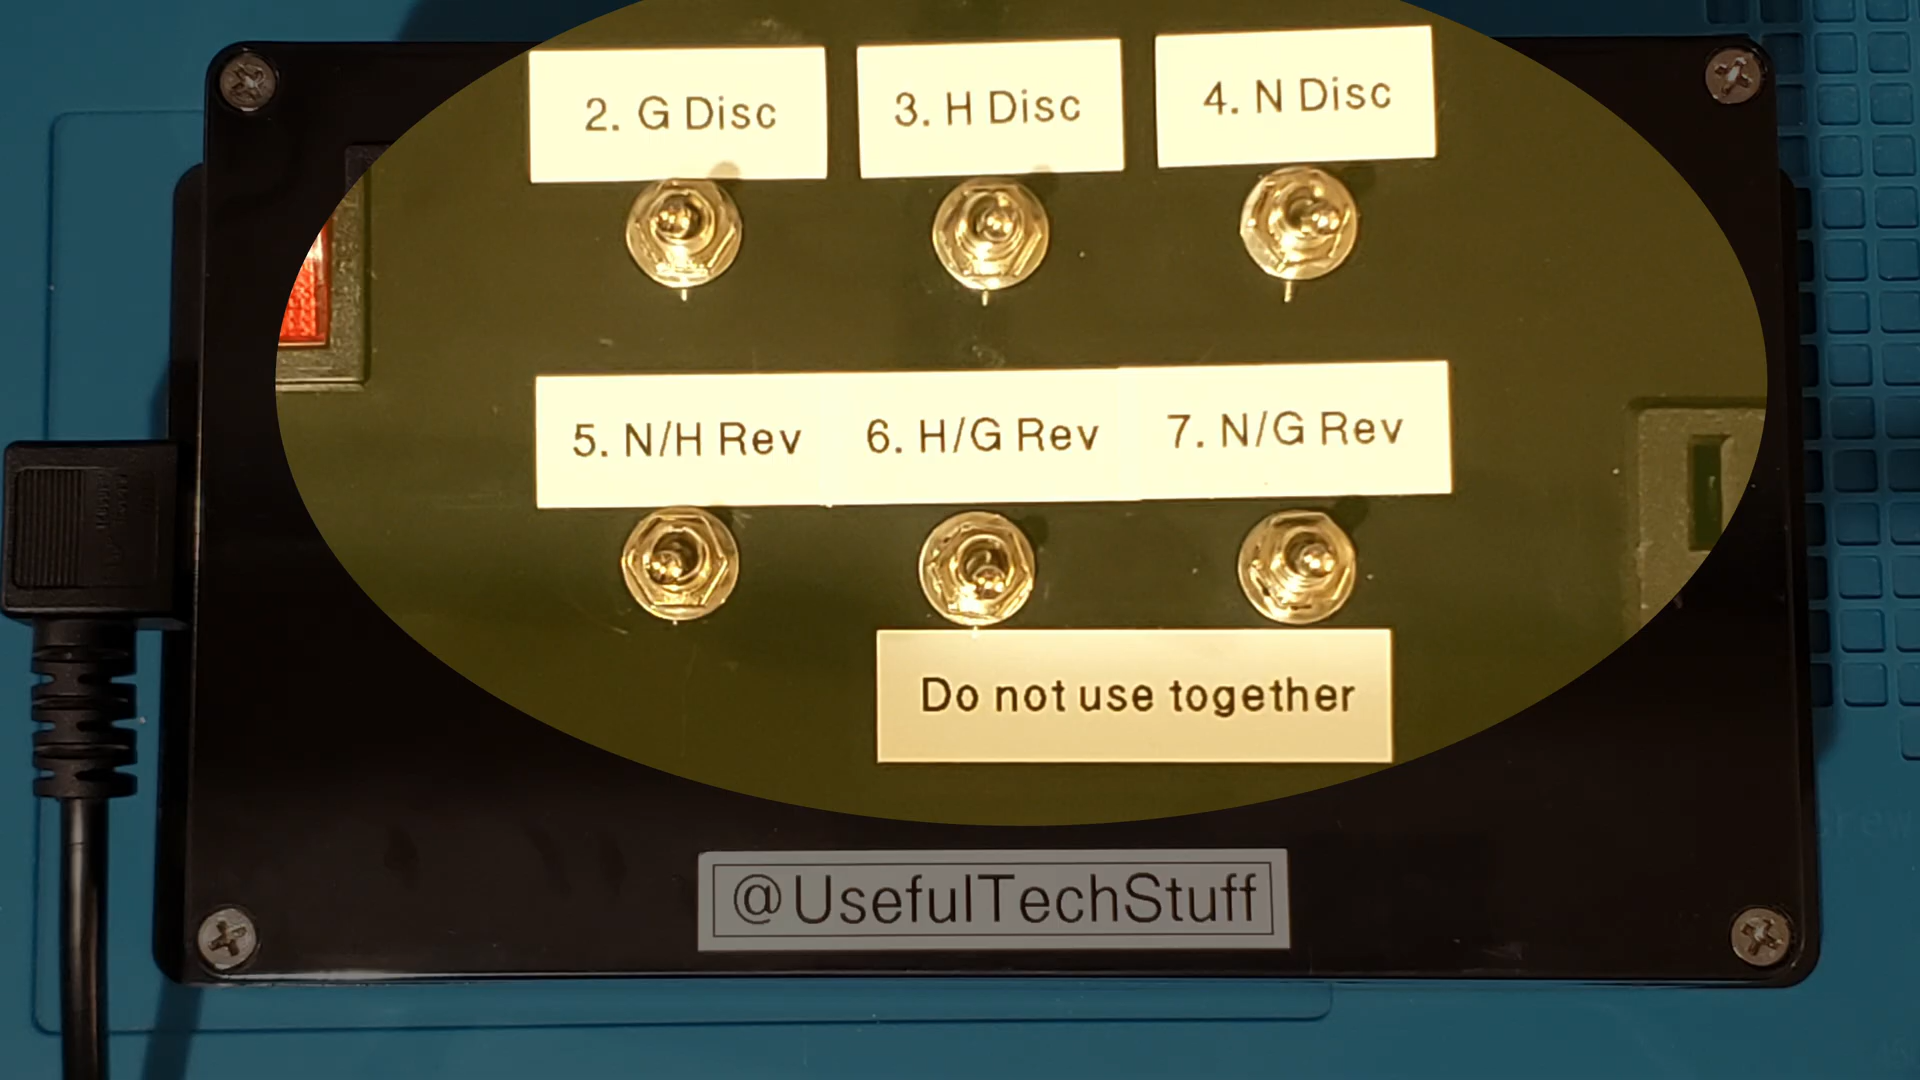 2. G Disc
3. H Disc
4. N Disc
5. N/H Rev
6. H/G Rev
7. N/G Rev
Do not use together
@UsefulTechStuff